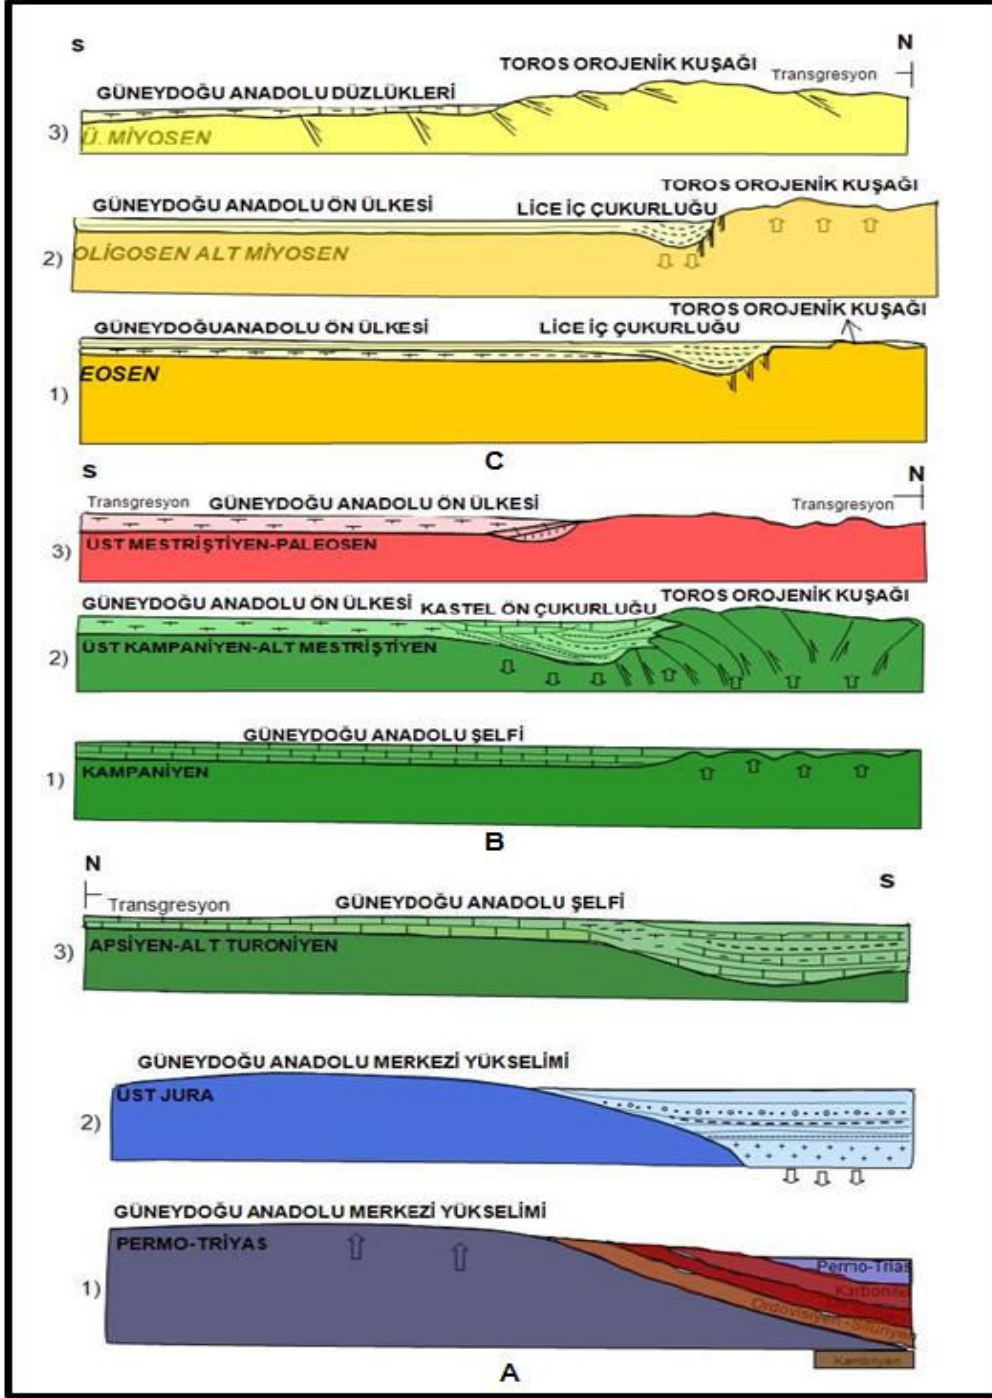 S
N
TOROS OROJENİK KUŞAĞI
Transgresyon
GÜNEYDOĞU ANADOLU DÜZLÜKLERİ
3)
Ü. MİYOSEN
TOROS OROJENİK KUŞAĞI
GÜNEYDOĞU ANADOLU ÖN ÜLKESİ
LİCE İÇ ÇUKURLUĞU
2)
OLİGOSEN ALT MİYOSEN
TOROS OROJENİK KUŞAĞI
GÜNEYDOĞUANADOLU ÖN ÜLKESİ
LİCE İÇ ÇUKURLUĞU
EOSEN
1)
C
S
N
Transgresyon
GÜNEYDOĞU ANADOLU ÖN ÜLKESİ
Transgresyon
3)
ÜST MESTRİŞTİYEN-PALEOSEN
TOROS OROJENİK KUŞAĞI
GÜNEYDOĞU ANADOLU ÖN ÜLKESİ
KASTEL ÖN ÇUKURLUĞU
2)
ÜST KAMPANİYEN-ALT MESTRİŞTİYEN
GÜNEYDOĞU ANADOLU ŞELFİ
1)
KAMPANİYEN
B
N
S
Transgresyon
GÜNEYDOĞU ANADOLU ŞELFİ
3)
APSİYEN-ALT TURONİYEN
GÜNEYDOĞU ANADOLU MERKEZİ YÜKSELİMİ
ÜST JURA
2)
GÜNEYDOĞU ANADOLU MERKEZİ YÜKSELİMİ
PERMO-TRİYAS
Permo-Trias
1)
Karbonifer
Ordovisiyen-Siluriyen
Kambriyen
A